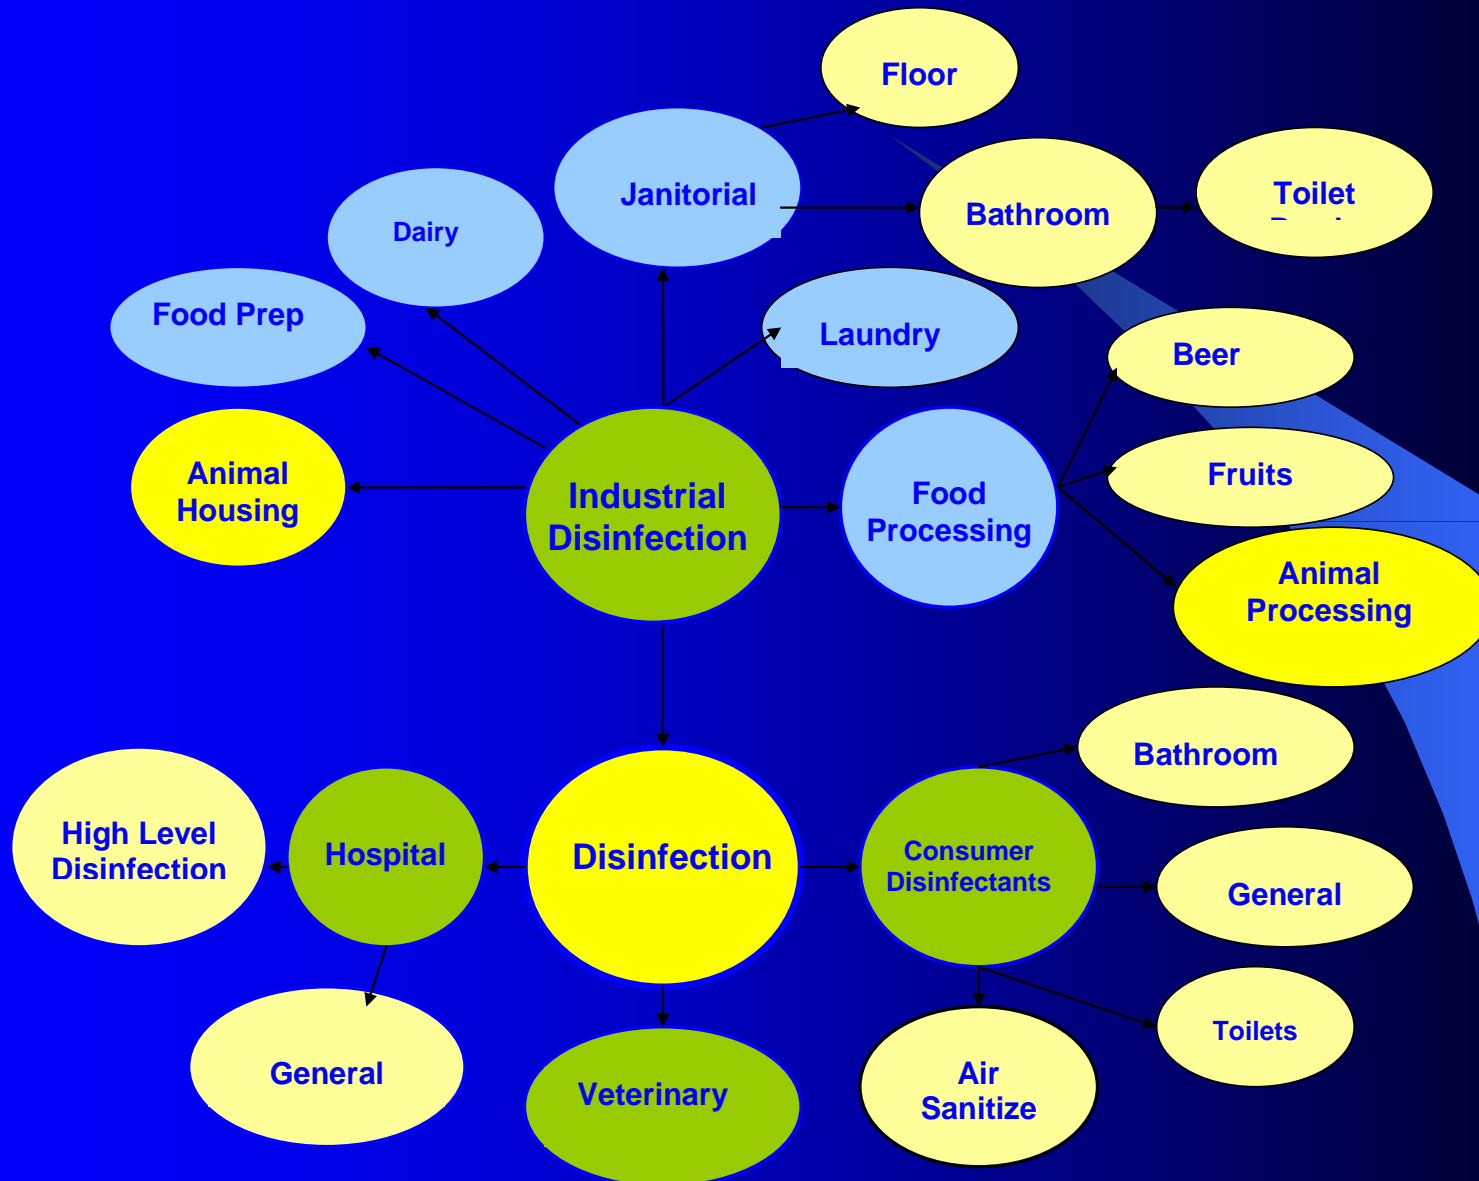 Floor
Janitorial
Bathroom
Toilet
Dairy
Food Prep
Laundry
Beer
Animal
Housing
Industrial
Disinfection
Food
Processing
Fruits
Animal
Processing
High Level
Disinfection
Hospital
Disinfection
Consumer
Disinfectants
Bathroom
General
Toilets
General
Veterinary
Air
Sanitize